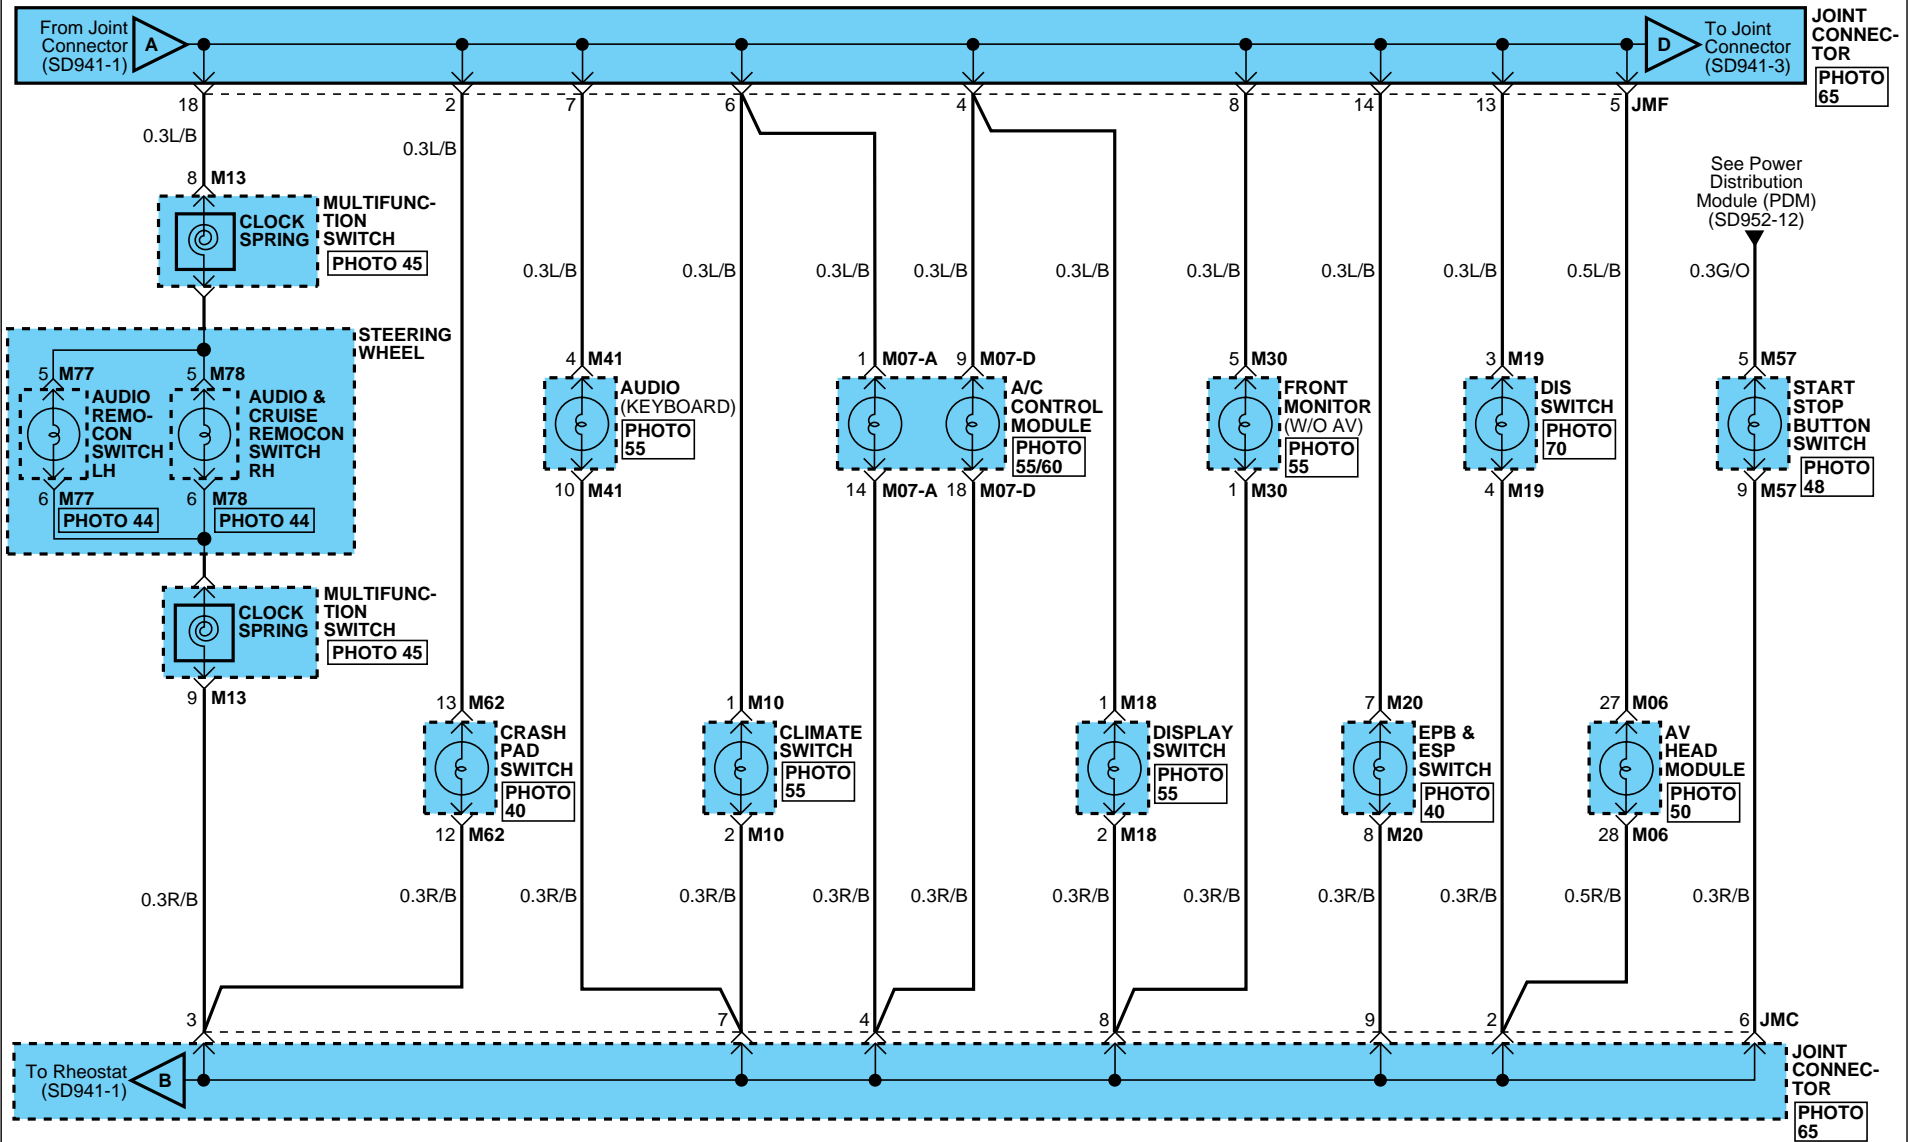 From Joint
Connector
(SD941-1)
A
D
To Joint
Connector
(SD941-3)
JOINT
CONNEC-
TOR
PHOTO
65
18
2
7
6
4
8
14
13
5
JMF
0.3L/B
0.3L/B
See Power
Distribution
Module (PDM)
(SD952-12)
8 M13
CLOCK
SPRING
MULTIFUNC-
TION
SWITCH
PHOTO 45
0.3L/B
0.3L/B
0.3L/B
0.3L/B
0.3L/B
0.3L/B
0.3L/B
0.3L/B
0.5L/B
0.3G/O
STEERING
WHEEL
5 M77
5 M78
AUDIO
REMO-
CON
SWITCH
LH
AUDIO &
CRUISE
REMOCON
SWITCH
RH
6 M77
PHOTO 44
6 M78
PHOTO 44
4 M41
AUDIO
(KEYBOARD)
PHOTO
55
10 M41
1 M07-A
9 M07-D
A/C
CONTROL
MODULE
PHOTO
55/60
14 M07-A
18 M07-D
5 M30
FRONT
MONITOR
(W/O AV)
PHOTO
55
1 M30
3 M19
DIS
SWITCH
PHOTO
70
4 M19
5 M57
START
STOP
BUTTON
SWITCH
PHOTO
48
9 M57
CLOCK
SPRING
MULTIFUNC-
TION
SWITCH
PHOTO 45
9 M13
13 M62
CRASH
PAD
SWITCH
PHOTO
40
12 M62
1 M10
CLIMATE
SWITCH
PHOTO
55
2 M10
1 M18
DISPLAY
SWITCH
PHOTO
55
2 M18
7 M20
EPB &
ESP
SWITCH
PHOTO
40
8 M20
27 M06
AV
HEAD
MODULE
PHOTO
50
28 M06
0.3R/B
0.3R/B
0.3R/B
0.3R/B
0.3R/B
0.3R/B
0.3R/B
0.3R/B
0.3R/B
0.3R/B
0.5R/B
0.3R/B
3
7
4
8
9
2
6
JMC
To Rheostat
(SD941-1)
B
JOINT
CONNEC-
TOR
PHOTO
65